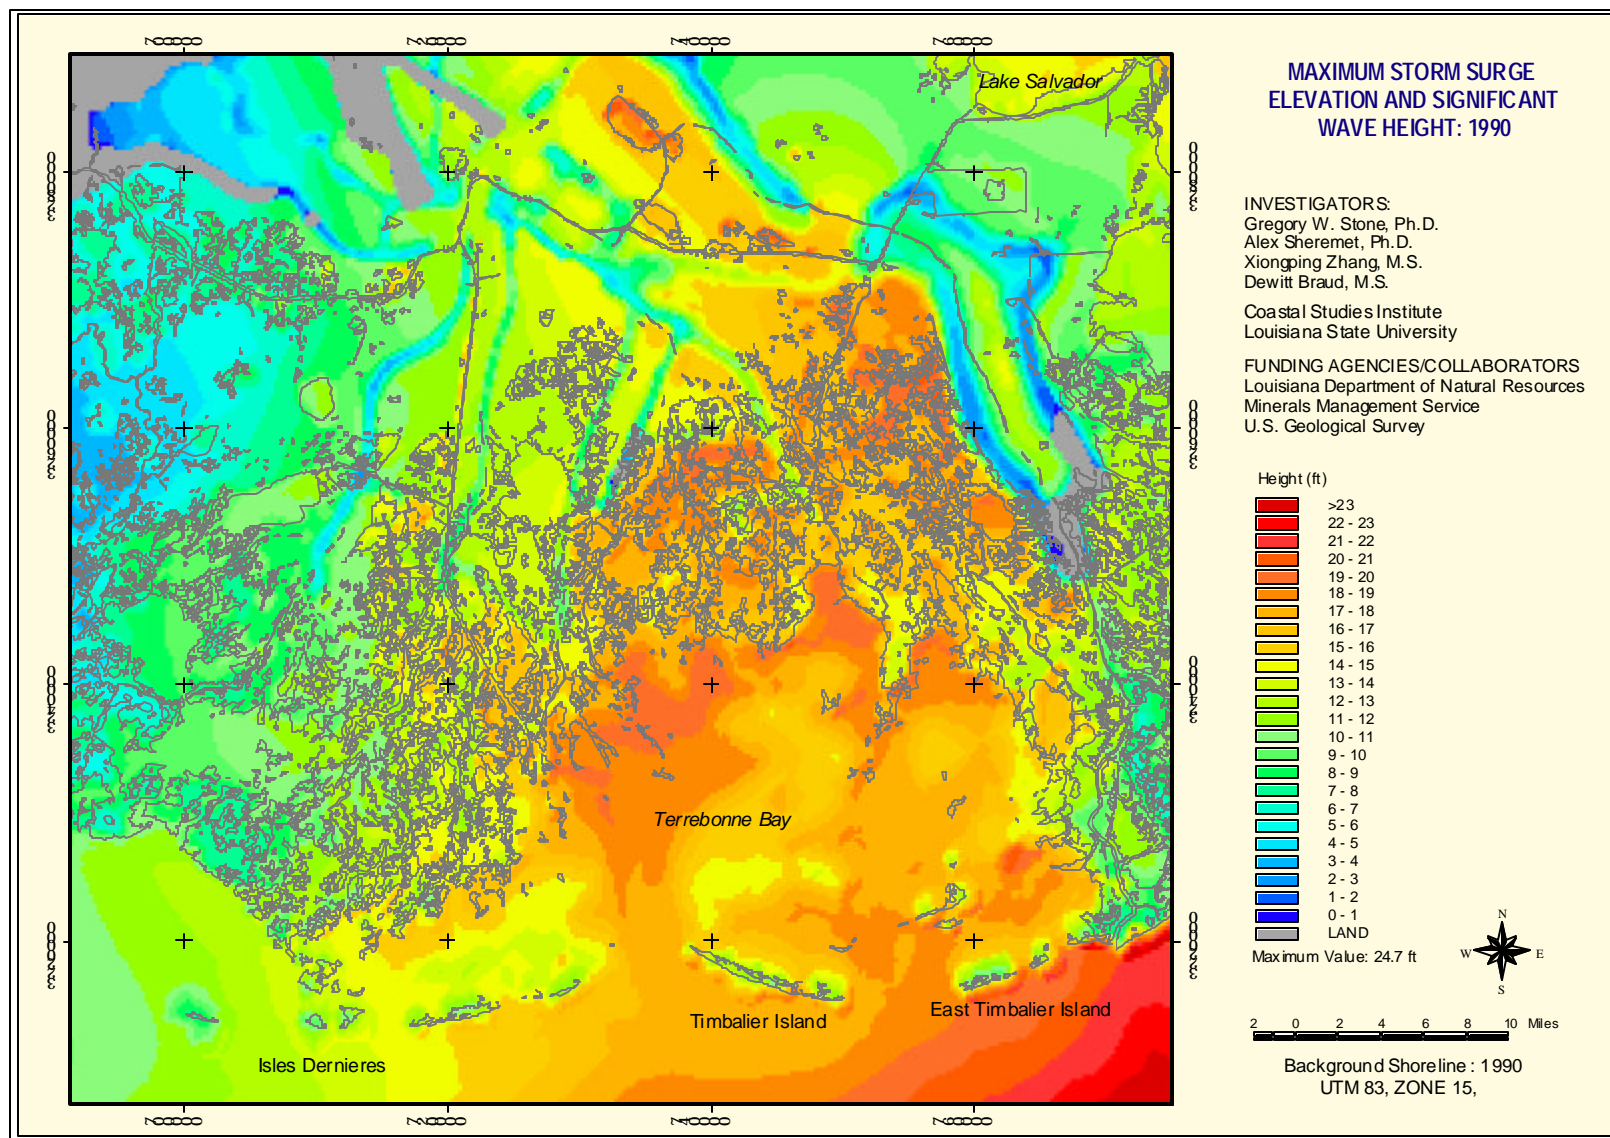 MAXIMUM STORM SURGE
ELEVATION AND SIGNIFICANT
WAVE HEIGHT: 1990
INVESTIGATORS:
Gregory W. Stone, Ph.D.
Alex Sheremet, Ph.D.
Xiongping Zhang, M.S.
Dewitt Braud, M.S.
Coastal Studies Institute
Louisiana State University
FUNDING AGENCIES/COLLABORATORS
Louisiana Department of Natural Resources
Minerals Management Service
U.S. Geological Survey
Height (ft)
>23
22 - 23
21 - 22
20 - 21
19 - 20
18 - 19
17 - 18
16 - 17
15 - 16
14 - 15
13 - 14
12 - 13
11 - 12
10 - 11
9 - 10
8 - 9
7 - 8
6 - 7
5 - 6
4 - 5
3 - 4
2 - 3
1 - 2
0 - 1
LAND
Maximum Value: 24.7 ft
N
W E
S
2 0 2 4 6 8 10 Miles
Background Shoreline : 1990
UTM 83, ZONE 15,
Lake Salvador
Terrebonne Bay
Timbalier Island
East Timbalier Island
Isles Dernieres